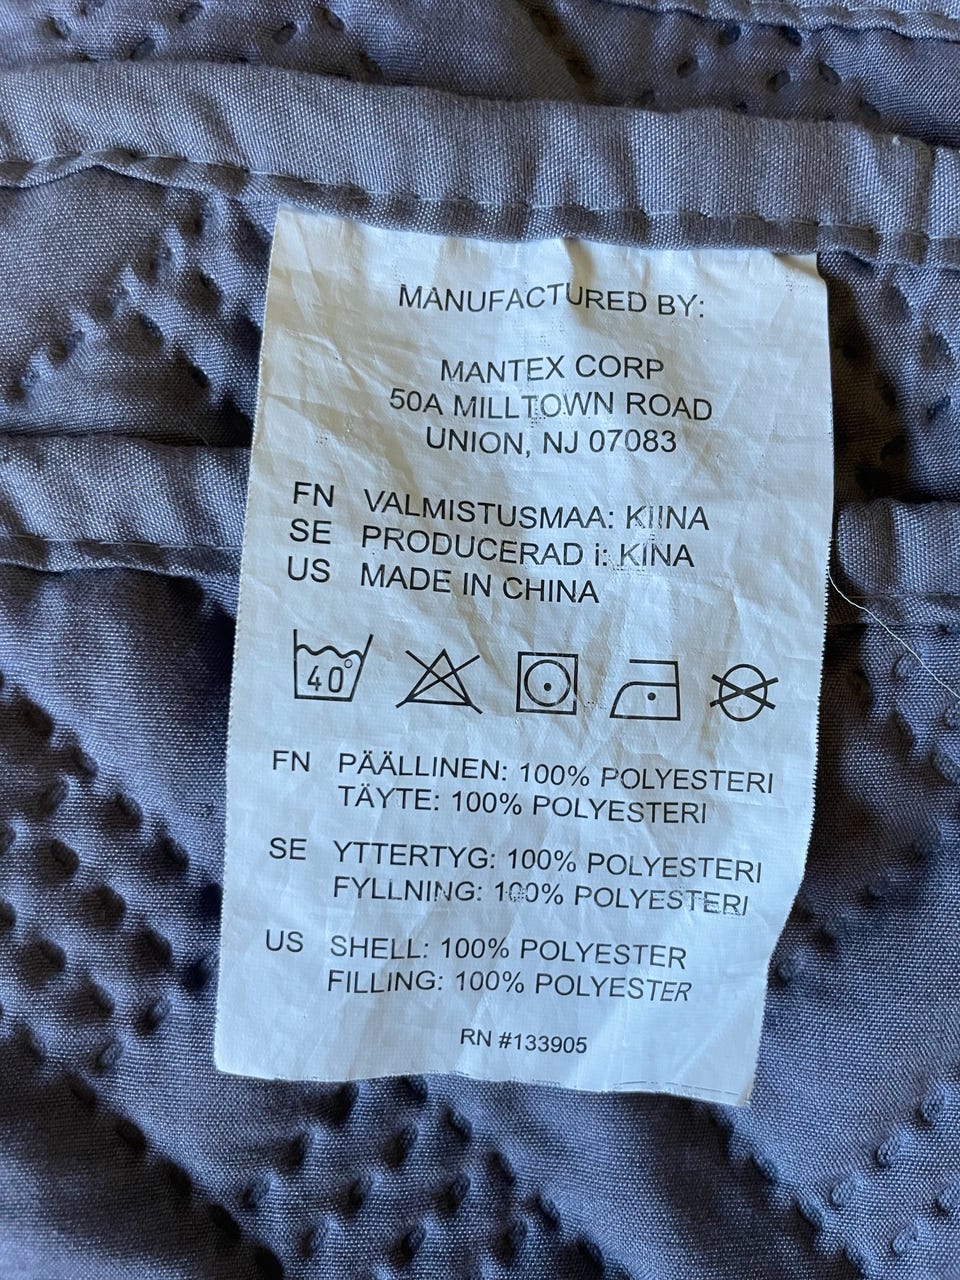 MANUFACTURED BY:
MANTEX CORP
50A MILLTOWN ROAD
UNION, NJ 07083
FN VALMISTUSMAA: KIINA
SE PRODUCERAD i: KINA
US MADE IN CHINA
40°
FN PÄÄLLINEN: 100% POLYESTERI
TÄYTE: 100% POLYESTERI
SE YTTERTYG: 100% POLYESTERI
FYLLNING: 100% POLYESTERI
US SHELL: 100% POLYESTER
FILLING: 100% POLYESTER
RN #133905